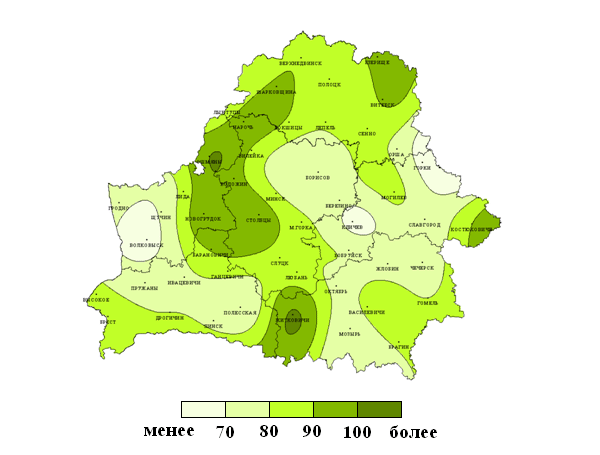 ВЕРХНЕДВИНСК
ЕЗЕРИЩЕ
ПОЛОЦК
ШАРКОВЩИНА
ВИТЕБСК
ЛЫНТУПЫ
НАРОЧЬ
ДОКШИЦЫ
ЛЕПЕЛЬ
СЕННО
ОРША
ВИЛЕЙКА
ГОРКИ
БОРИСОВ
ВОЛОЖИН
ЛИДА
МИНСК
МОГИЛЕВ
БЕРЕЗИНО
ГРОДНО
ЩУЧИН
НОВОГРУДОК
СТОЛБЦЫ
М.ГОРКА
КЛИЧЕВ
СЛАВГОРОД
КОСТЮКОВИЧИ
ВОЛКОВЫСК
БАРАНОВИЧИ
СЛУЦК
БОБРУЙСК
ЖЛОБИН
ЧЕЧЕРСК
ГАНЦЕВИЧИ
ЛЮБАНЬ
ИВАЦЕВИЧИ
ПРУЖАНЫ
ОКТЯБРЬ
ВЫСОКОЕ
ГОМЕЛЬ
ПОЛЕССКАЯ
ВАСИЛЕВИЧИ
ДРОГИЧИН
ЖИТКОВИЧИ
БРЕСТ
ПИНСК
МОЗЫРЬ
БРАГИН
менее 70 80 90 100 более